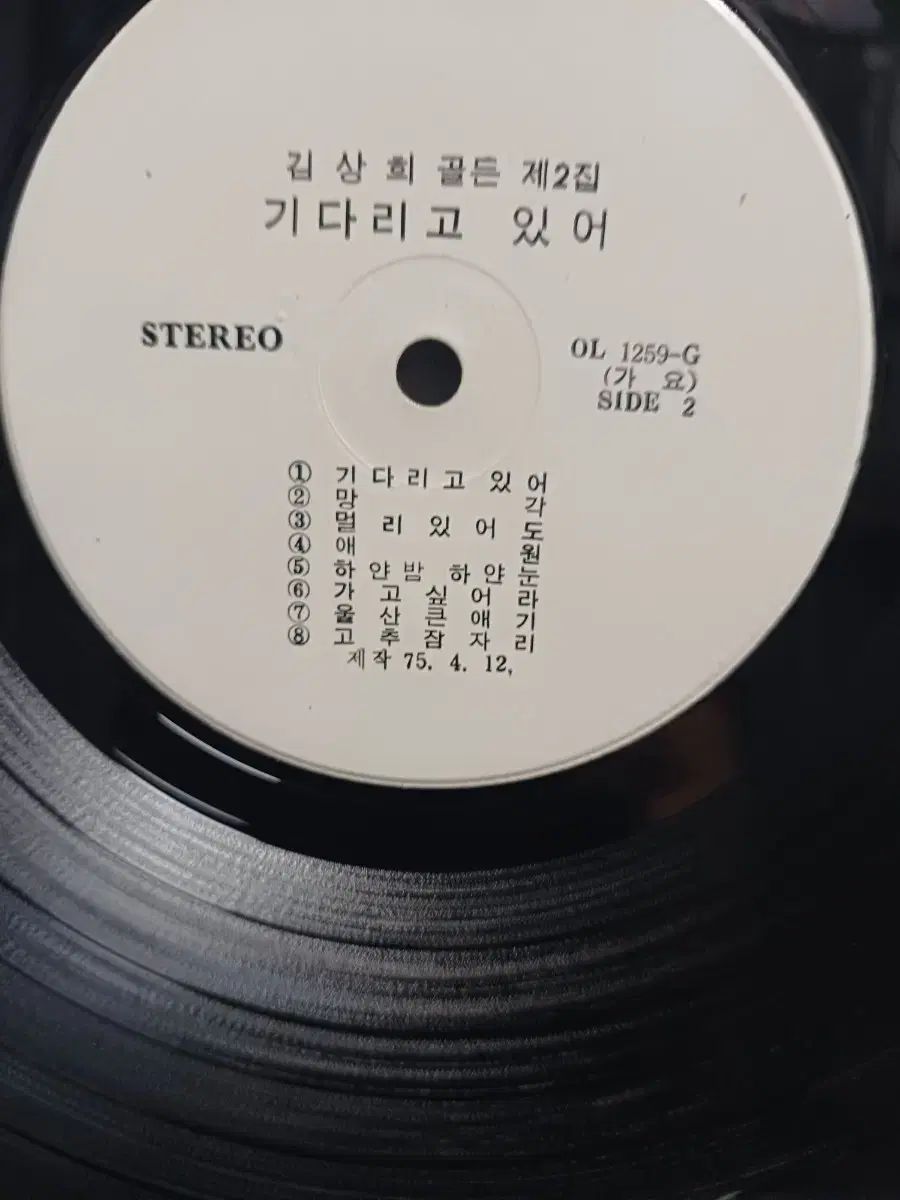 김상희 골든 제2집
기다리고 있어
STEREO
OL 1259-G
(가 요)
SIDE 2
① 기다리고 있어
② 망 각
③ 멀리 있어도
④ 애 원
⑤ 하얀밤 하얀눈
⑥ 가고 싶어라
⑦ 울산 큰애기
⑧ 고추잠자리
제작 75. 4. 12,